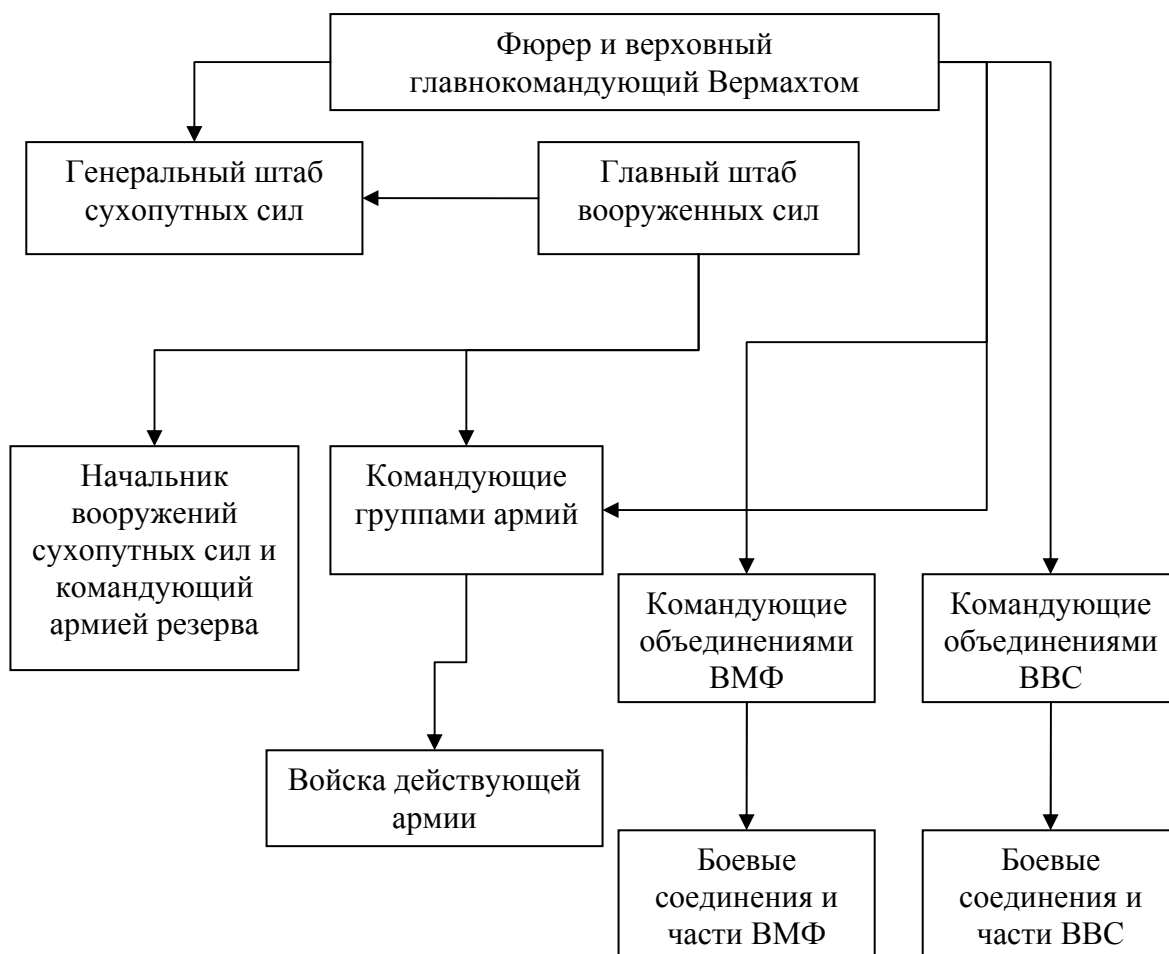 Фюрер и верховный
главнокомандующий Вермахтом
Генеральный штаб
сухопутных сил
Главный штаб
вооруженных сил
Начальник
вооружений
сухопутных сил и
командующий
армией резерва
Командующие
группами армий
Командующие
объединениями
ВМФ
Командующие
объединениями
ВВС
Войска действующей
армии
Боевые
соединения и
части ВМФ
Боевые
соединения и
части ВВС